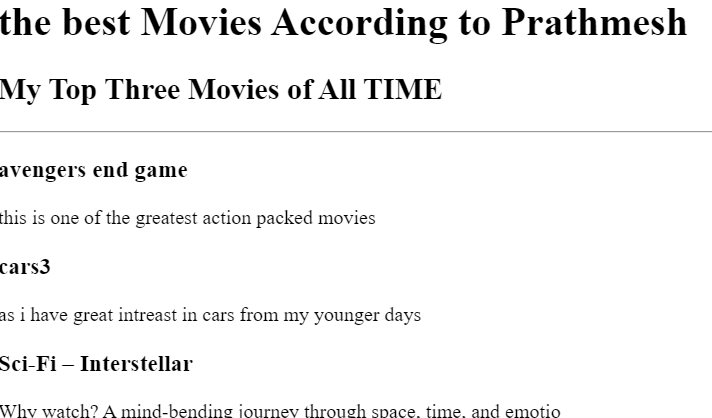 the best Movies According to Prathmesh
My Top Three Movies of All TIME
avengers end game
this is one of the greatest action packed movies
cars3
as i have great intreast in cars from my younger days
Sci-Fi – Interstellar
Why watch? A mind-bending journey through space, time, and emotio